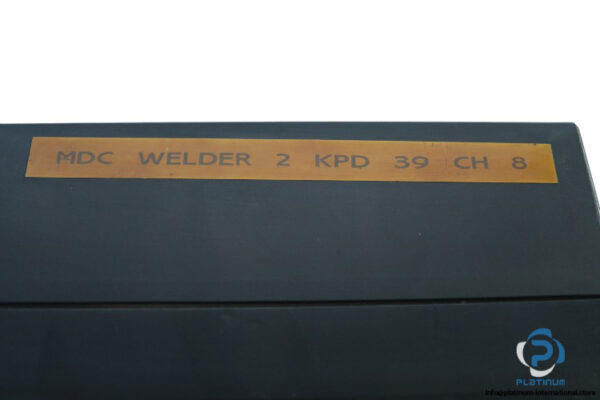 MDC WELDER 2 KPD 39 CH 8
PLATINUM
info@platinum-international.store